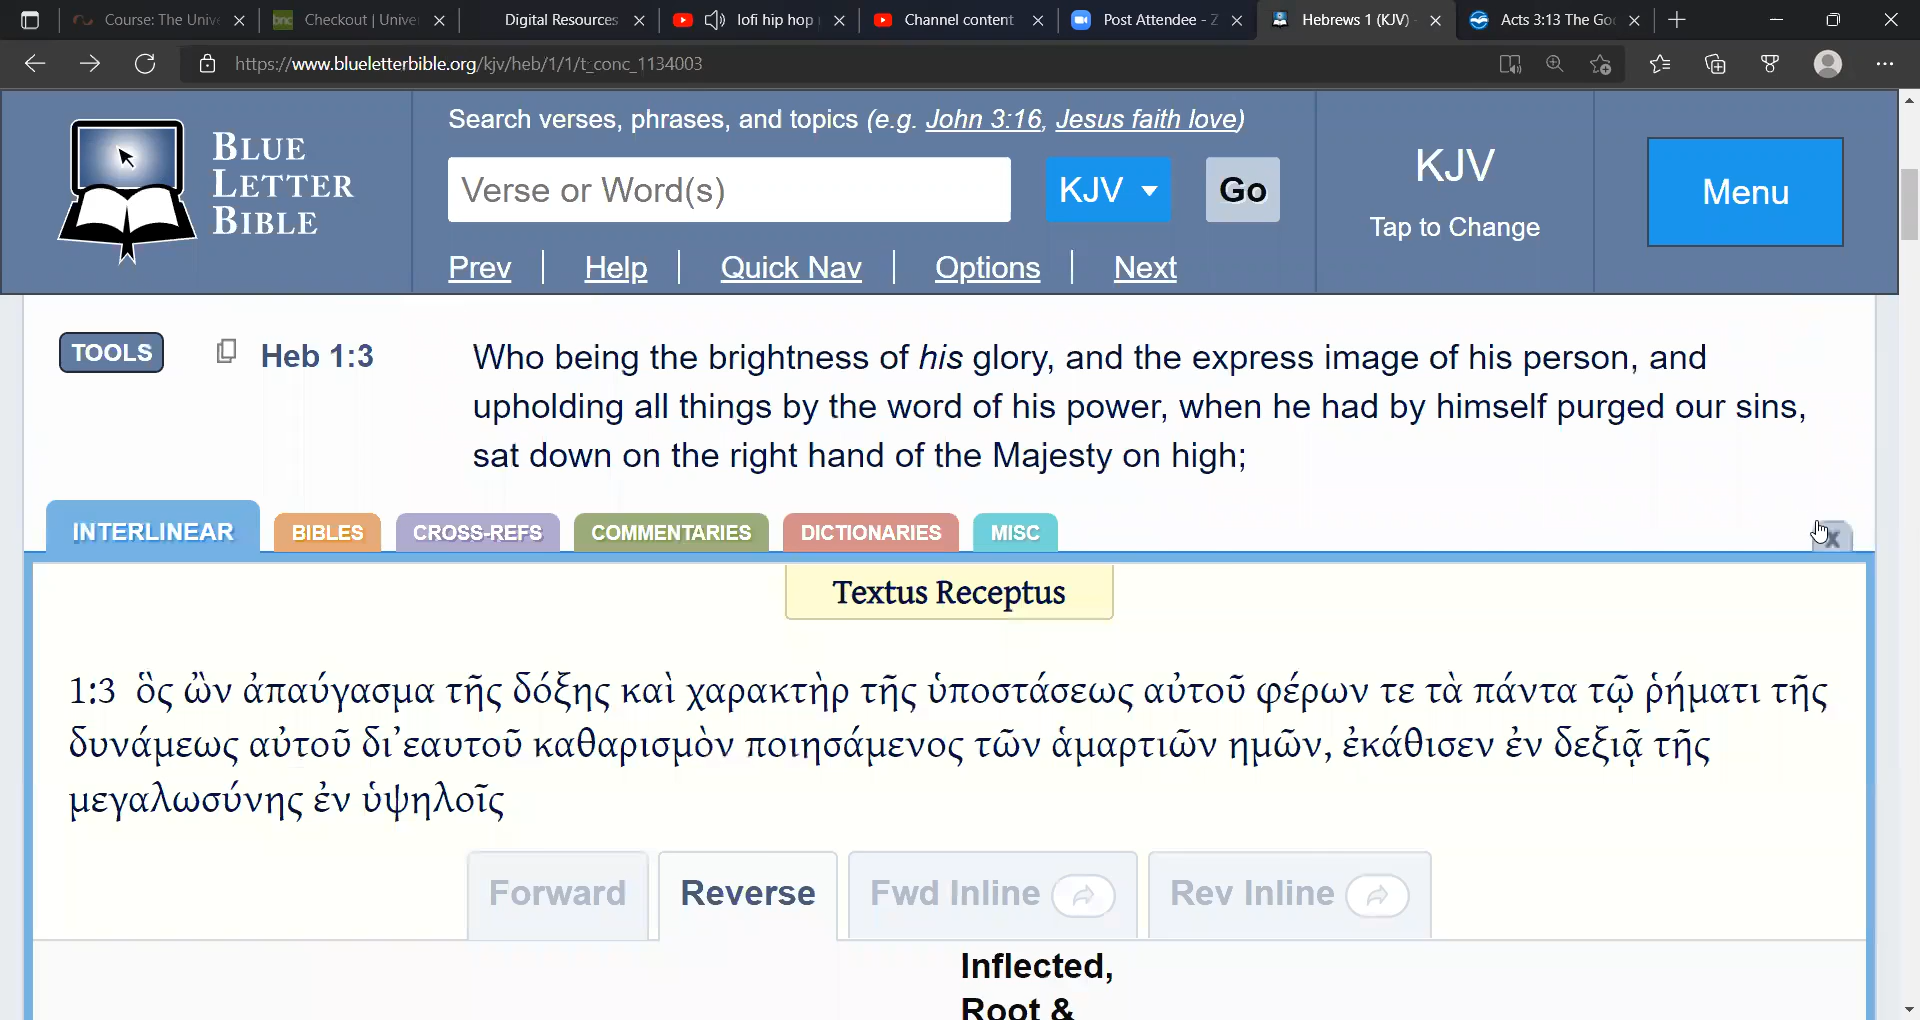 Course: The Unive
bnc Checkout | Univer
Digital Resources
lofi hip hop
Channel content
Post Attendee - Z
Hebrews 1 (KJV)
Acts 3:13 The Go
https://www.blueletterbible.org/kjv/heb/1/1/t_conc_1134003
BLUE
LETTER
BIBLE
Search verses, phrases, and topics (e.g. John 3:16, Jesus faith love)
Verse or Word(s)
KJV
Go
Prev | Help | Quick Nav | Options | Next
KJV
Tap to Change
Menu
TOOLS
Heb 1:3
Who being the brightness of his glory, and the express image of his person, and
upholding all things by the word of his power, when he had by himself purged our sins,
sat down on the right hand of the Majesty on high;
INTERLINEAR
BIBLES
CROSS-REFS
COMMENTARIES
DICTIONARIES
MISC
x
Textus Receptus
1:3 ὃς ὢν ἀπαύγασμα τῆς δόξης καὶ χαρακτὴρ τῆς ὑποστάσεως αὐτοῦ φέρων τε τὰ πάντα τῷ ῥήματι τῆς
δυνάμεως αὐτοῦ δι᾽εαυτοῦ καθαρισμὸν ποιησάμενος τῶν ἁμαρτιῶν ημῶν, ἐκάθισεν ἐν δεξιᾷ τῆς
μεγαλωσύνης ἐν ὑψηλοῖς
Forward
Reverse
Fwd Inline
Rev Inline
Inflected,
Root &